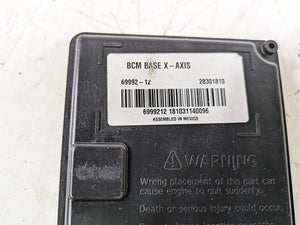 BCM BASE X-AXIS
69992-12 28301810
6999212 181031140096
ASSEMBLED IN MEXICO
WARNING
Wrong placement of this part can
cause engine to quit suddenly.
Death or serious injury could occur.